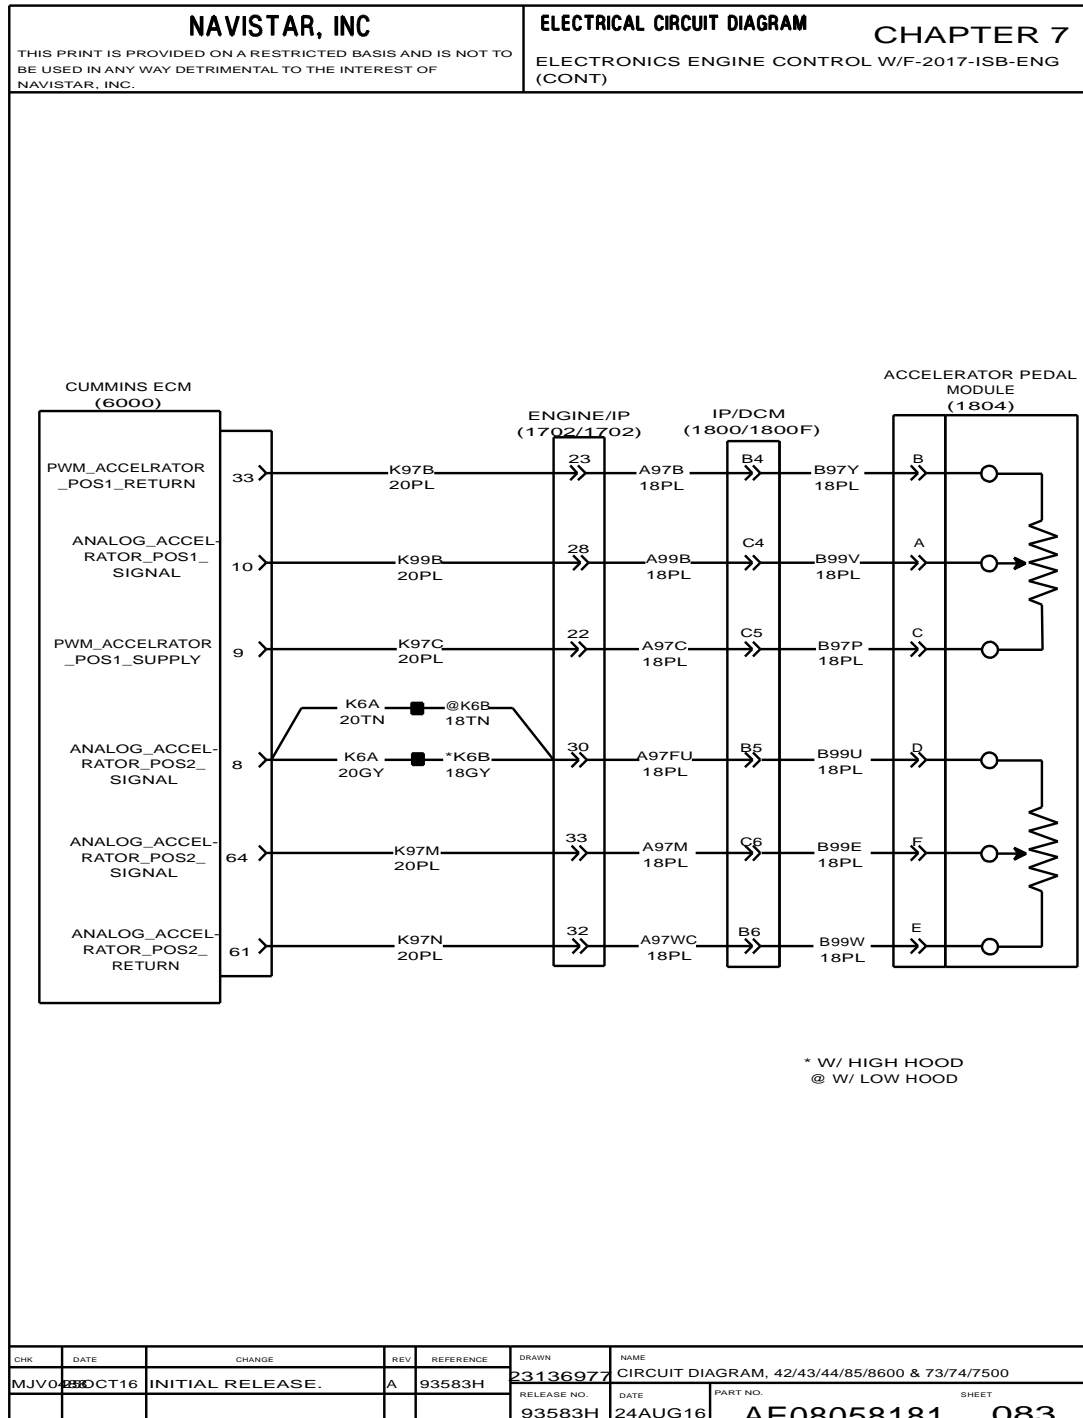 NAVISTAR, INC
THIS PRINT IS PROVIDED ON A RESTRICTED BASIS AND IS NOT TO
BE USED IN ANY WAY DETRIMENTAL TO THE INTEREST OF
NAVISTAR, INC.
ELECTRICAL CIRCUIT DIAGRAM
CHAPTER 7
ELECTRONICS ENGINE CONTROL W/F-2017-ISB-ENG
(CONT)
CUMMINS ECM
(6000)
ENGINE/IP
(1702/1702)
IP/DCM
(1800/1800F)
ACCELERATOR PEDAL
MODULE
(1804)
PWM_ACCELRATOR
_POS1_RETURN
33
K97B
20PL
23
A97B
18PL
B4
B97Y
18PL
B
ANALOG_ACCEL-
RATOR_POS1_
SIGNAL
10
K99B
20PL
28
A99B
18PL
C4
B99V
18PL
A
PWM_ACCELRATOR
_POS1_SUPPLY
9
K97C
20PL
22
A97C
18PL
C5
B97P
18PL
C
K6A
20TN
@K6B
18TN
ANALOG_ACCEL-
RATOR_POS2_
SIGNAL
8
K6A
20GY
*K6B
18GY
30
A97FU
18PL
B5
B99U
18PL
D
ANALOG_ACCEL-
RATOR_POS2_
SIGNAL
64
K97M
20PL
33
A97M
18PL
C6
B99E
18PL
F
ANALOG_ACCEL-
RATOR_POS2_
RETURN
61
K97N
20PL
32
A97WC
18PL
B6
B99W
18PL
E
* W/ HIGH HOOD
@ W/ LOW HOOD
CHK DATE CHANGE REV REFERENCE
INITIAL RELEASE. A 93583H
DRAWN
23136977
NAME
CIRCUIT DIAGRAM, 42/43/44/85/8600 & 73/74/7500
RELEASE NO.
93583H
DATE
24AUG16
PART NO.
AE08058181
SHEET
083